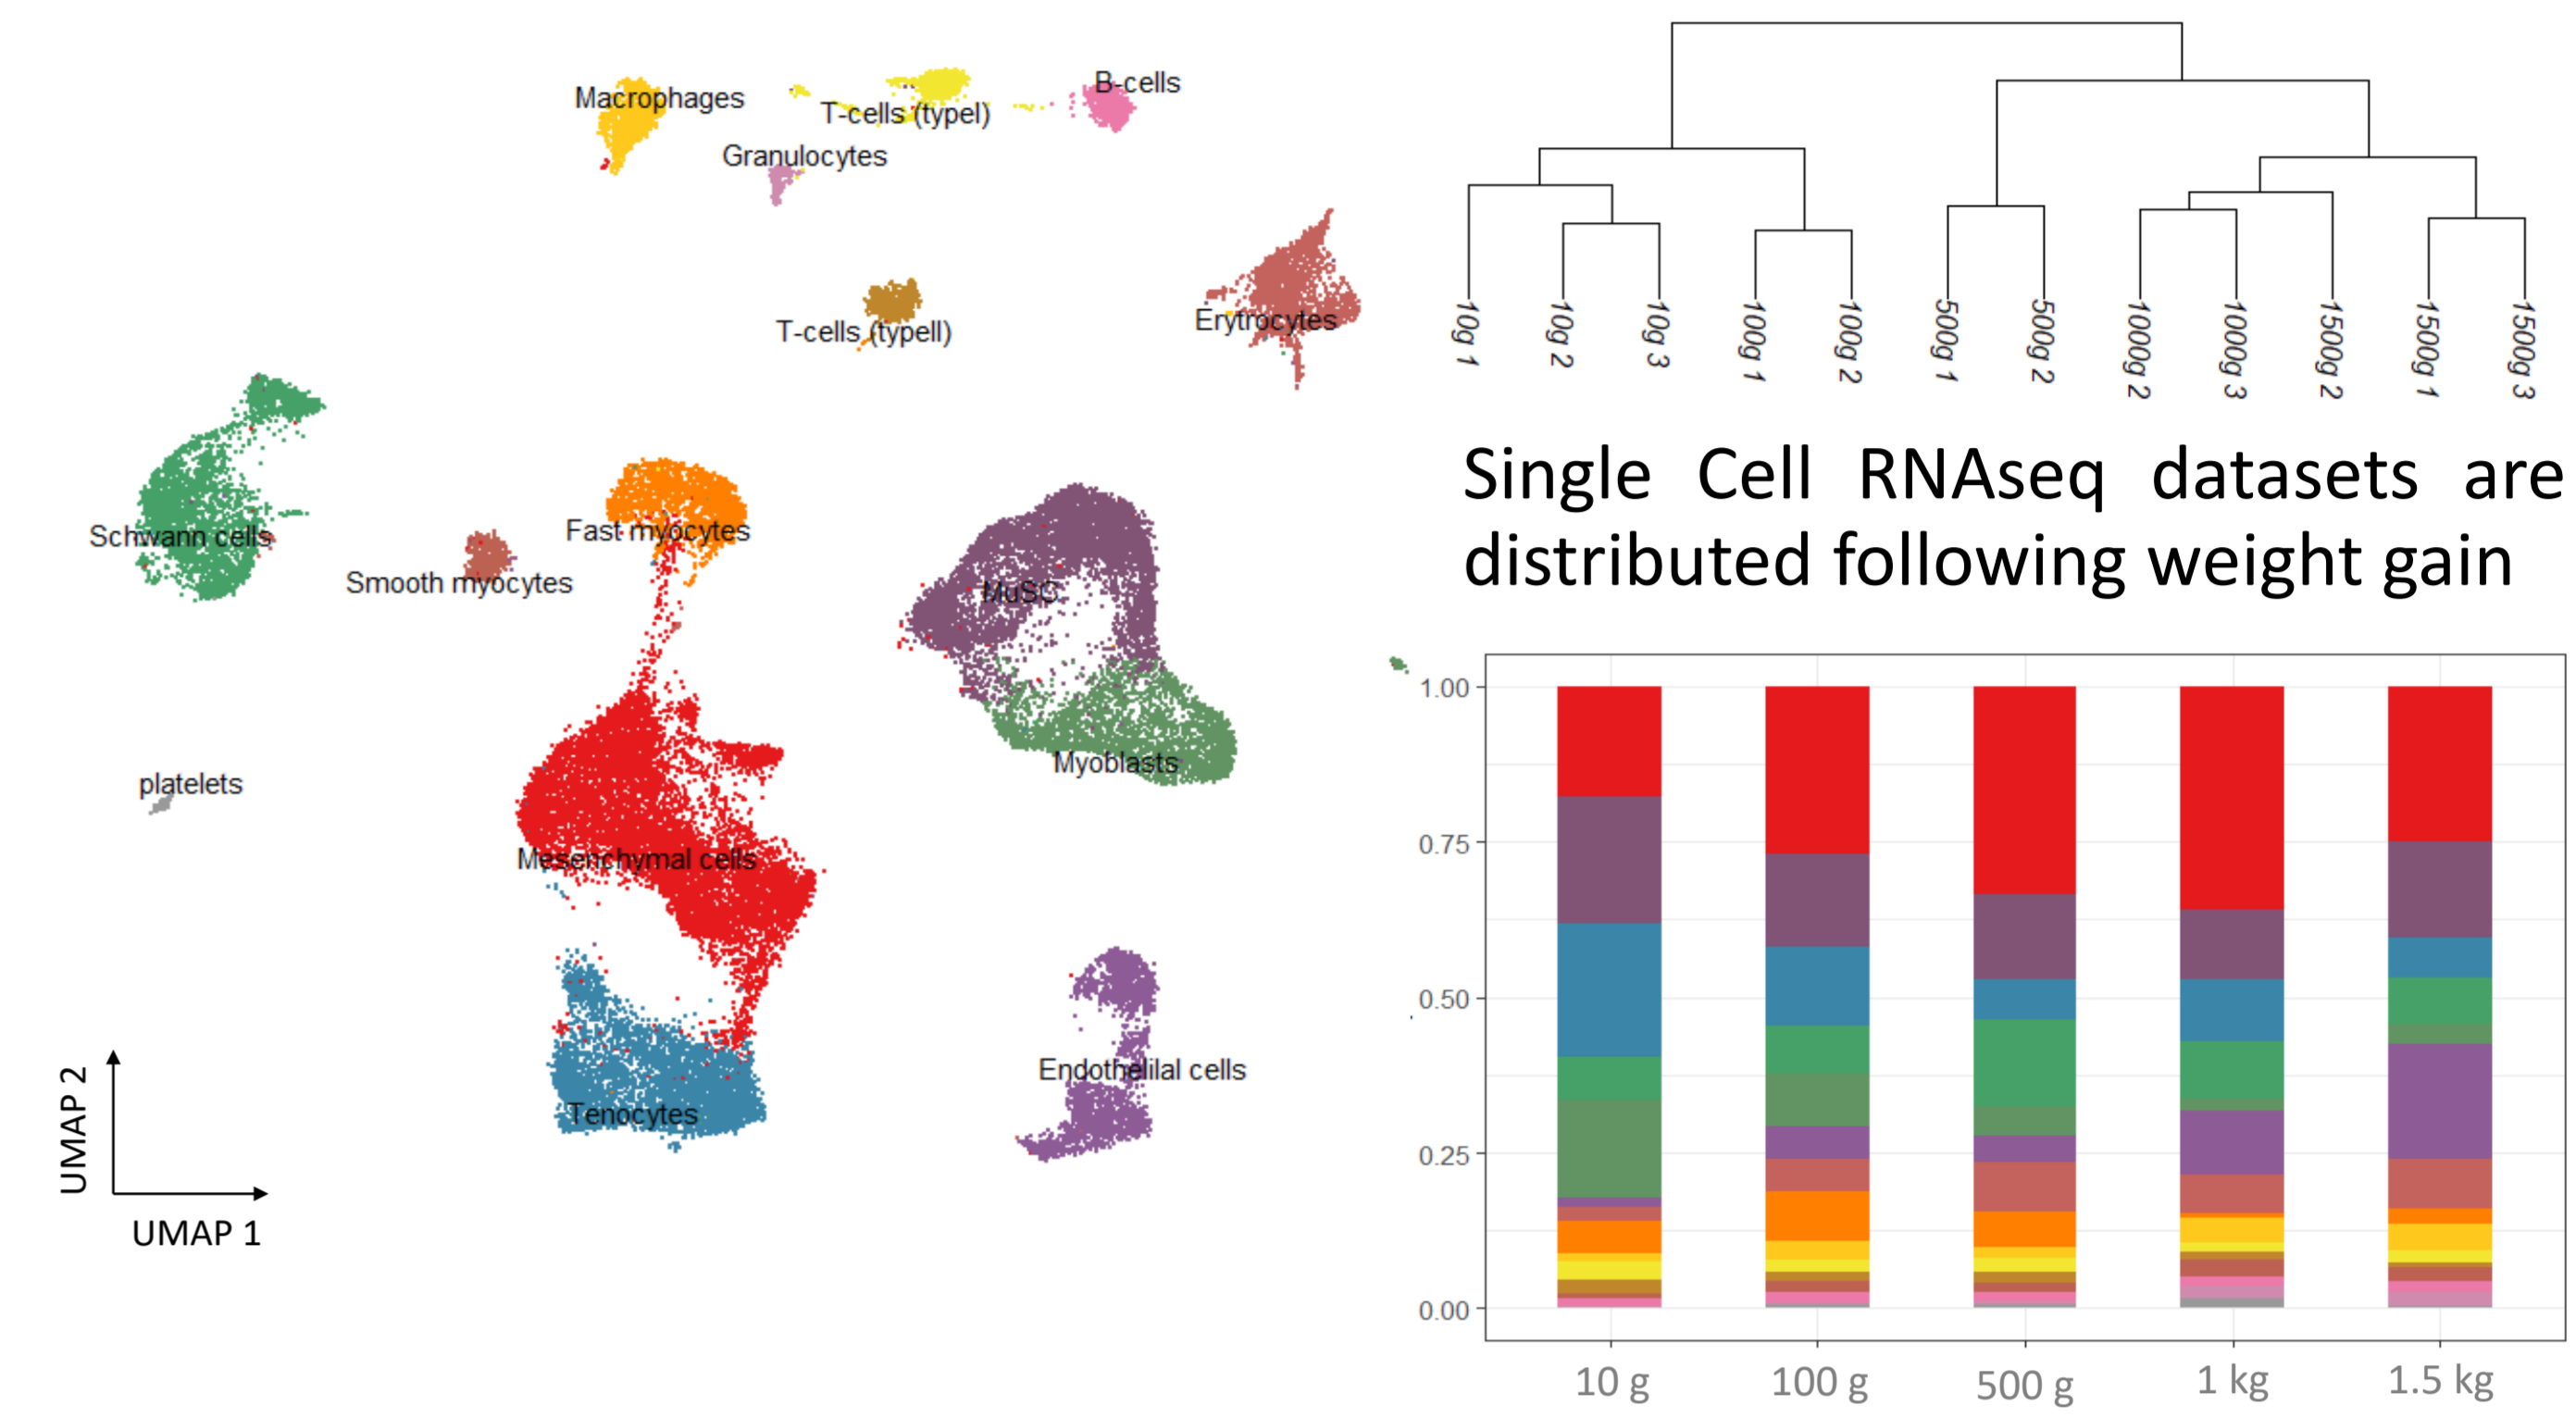 Macrophages
T-cells (typeI)
B-cells
Granulocytes
T-cells (typeII)
Erytrocytes
Schwann cells
Smooth myocytes
Fast myocytes
MuSC
Myoblasts
platelets
Mesenchymal cells
Tenocytes
Endothelilal cells
UMAP 2
UMAP 1
10g 1
10g 2
10g 3
100g 1
100g 2
500g 1
500g 2
1000g 2
1000g 3
1500g 2
1500g 1
1500g 3
Single Cell RNAseq datasets are
distributed following weight gain
1.00
0.75
0.50
0.25
0.00
10 g
100 g
500 g
1 kg
1.5 kg